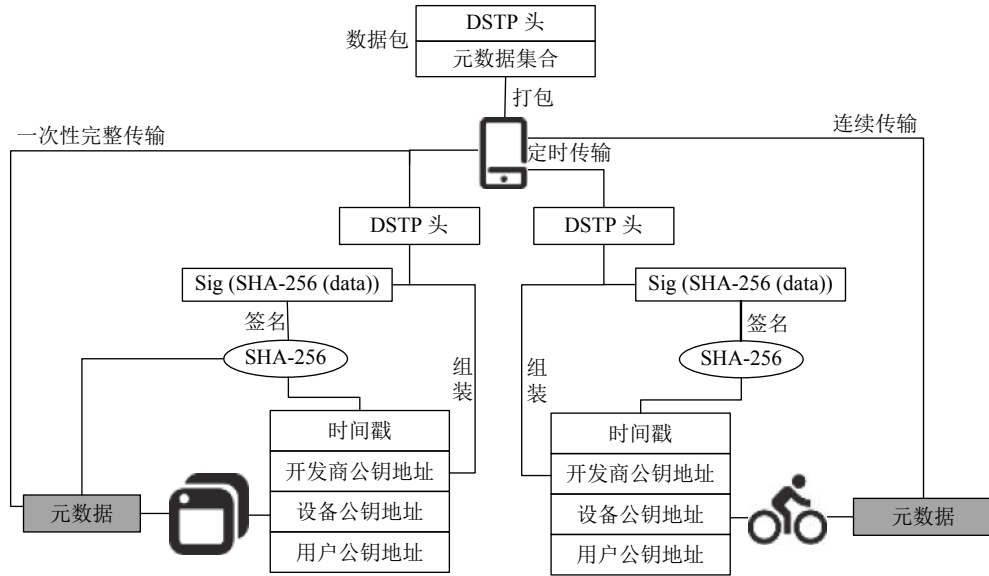 DSTP 头
数据包
元数据集合
打包
一次性完整传输
连续传输
定时传输
DSTP 头
DSTP 头
Sig (SHA-256 (data))
Sig (SHA-256 (data))
签名
签名
SHA-256
SHA-256
组装
组装
时间戳
时间戳
开发商公钥地址
开发商公钥地址
元数据
设备公钥地址
设备公钥地址
元数据
用户公钥地址
用户公钥地址